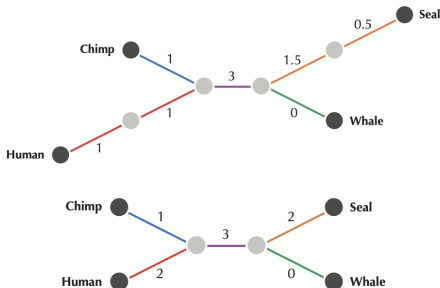 Seal
0.5
Chimp 1 1.5
3
1 0 Whale
Human 1
Chimp 1 2 Seal
3
Human 2 0 Whale